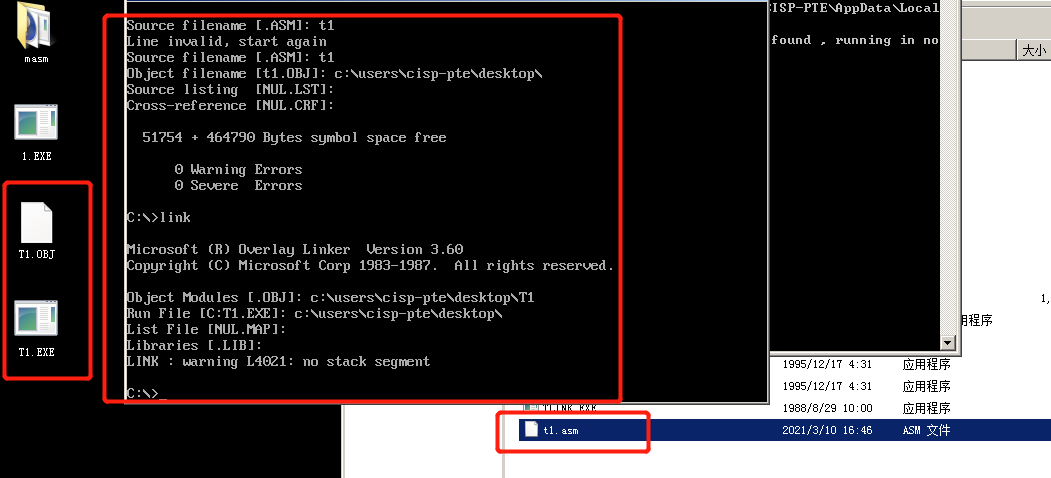 masm
1.EXE
T1.OBJ
T1.EXE
Source filename [.ASM]: t1
Line invalid, start again
Source filename [.ASM]: t1
Object filename [t1.OBJ]: c:\users\cisp-pte\desktop\
Source listing  [NUL.LST]:
Cross-reference [NUL.CRF]:
51754 + 464790 Bytes symbol space free
0 Warning Errors
0 Severe  Errors
C:\>link
Microsoft (R) Overlay Linker  Version 3.60
Copyright (C) Microsoft Corp 1983-1987.  All rights reserved.
Object Modules [.OBJ]: c:\users\cisp-pte\desktop\T1
Run File [C:T1.EXE]: c:\users\cisp-pte\desktop\
List File [NUL.MAP]:
Libraries [.LIB]:
LINK : warning L4021: no stack segment
C:\>_
CISP-PTE\AppData\Local
found , running in no
大小
1,
用程序
1995/12/17 4:31 应用程序
1995/12/17 4:31 应用程序
TLINK.EXE 1988/8/29 10:00 应用程序
t1.asm 2021/3/10 16:46 ASM 文件